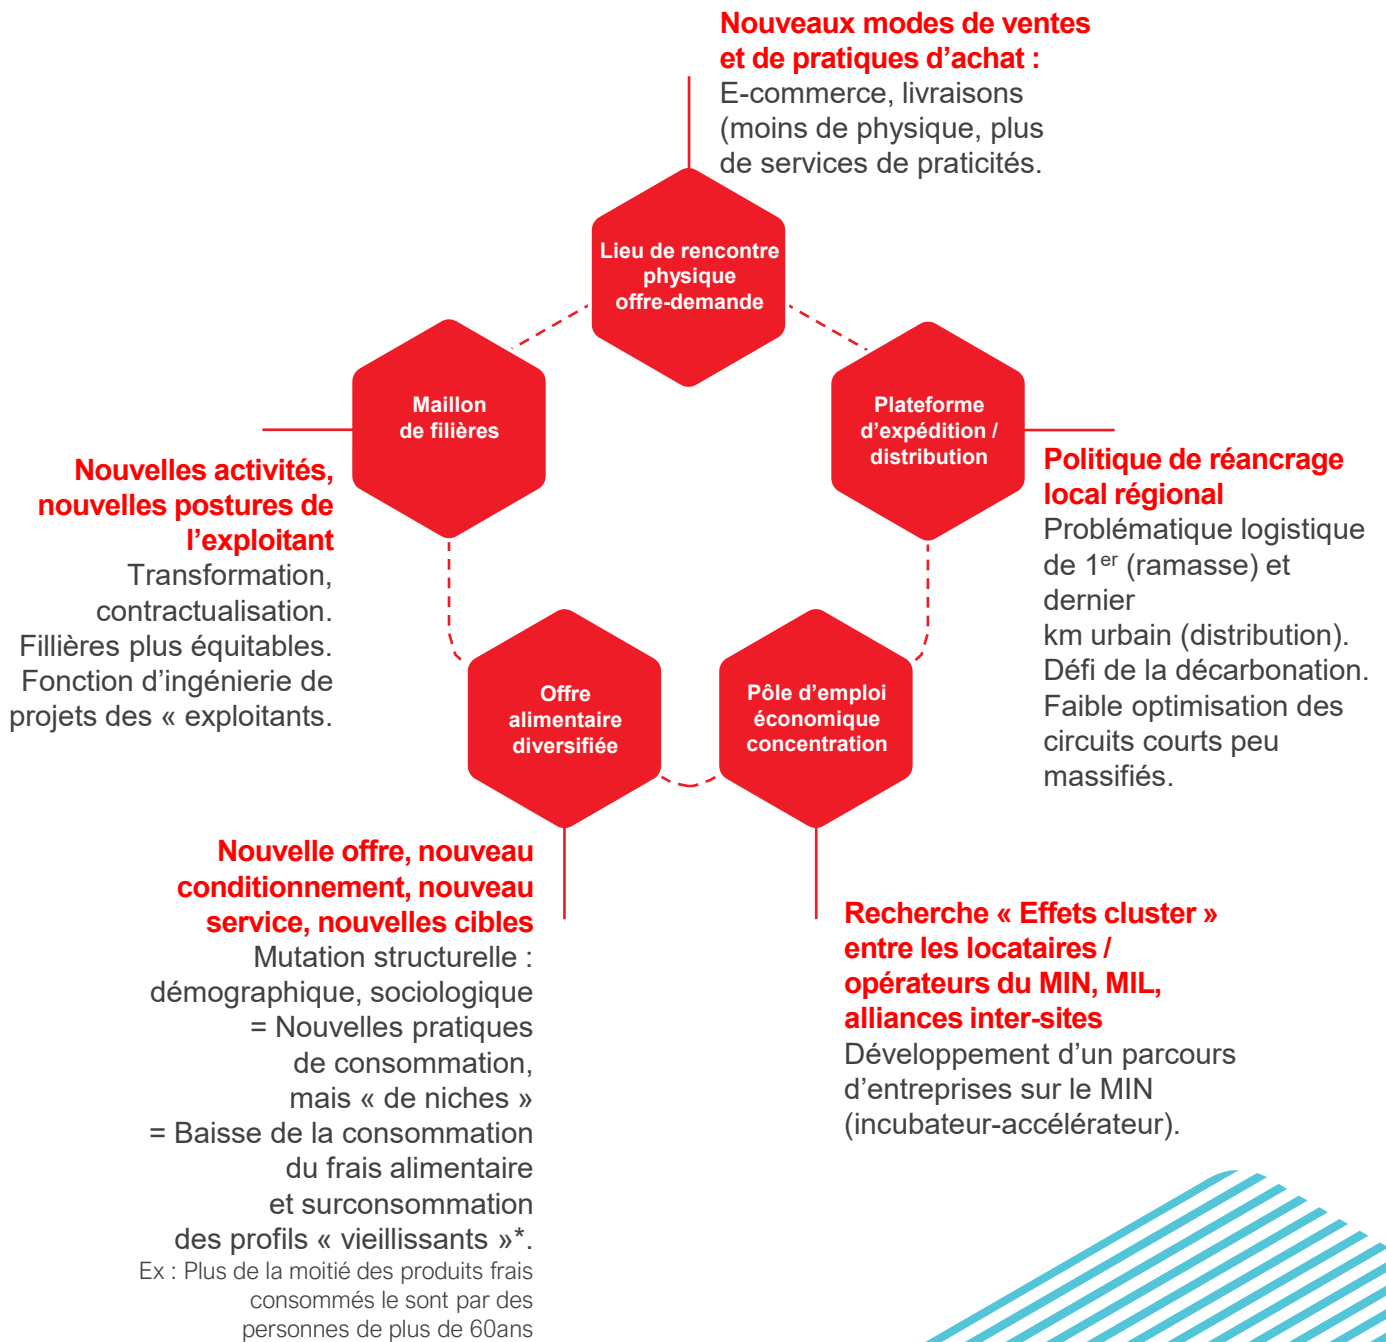 Nouveaux modes de ventes
et de pratiques d’achat :
E-commerce, livraisons
(moins de physique, plus
de services de praticités.
Lieu de rencontre
physique
offre-demande
Maillon
de filières
Plateforme
d’expédition /
distribution
Nouvelles activités,
nouvelles postures de
l’exploitant
Transformation,
contractualisation.
Fillières plus équitables.
Fonction d’ingénierie de
projets des « exploitants.
Politique de réancrage
local régional
Problématique logistique
de 1er (ramasse) et
dernier
km urbain (distribution).
Défi de la décarbonation.
Faible optimisation des
circuits courts peu
massifiés.
Offre
alimentaire
diversifiée
Pôle d’emploi
économique
concentration
Nouvelle offre, nouveau
conditionnement, nouveau
service, nouvelles cibles
Mutation structurelle :
démographique, sociologique
= Nouvelles pratiques
de consommation,
mais « de niches »
= Baisse de la consommation
du frais alimentaire
et surconsommation
des profils « vieillissants »*.
Ex : Plus de la moitié des produits frais
consommés le sont par des
personnes de plus de 60ans
Recherche « Effets cluster »
entre les locataires /
opérateurs du MIN, MIL,
alliances inter-sites
Développement d’un parcours
d’entreprises sur le MIN
(incubateur-accélérateur).